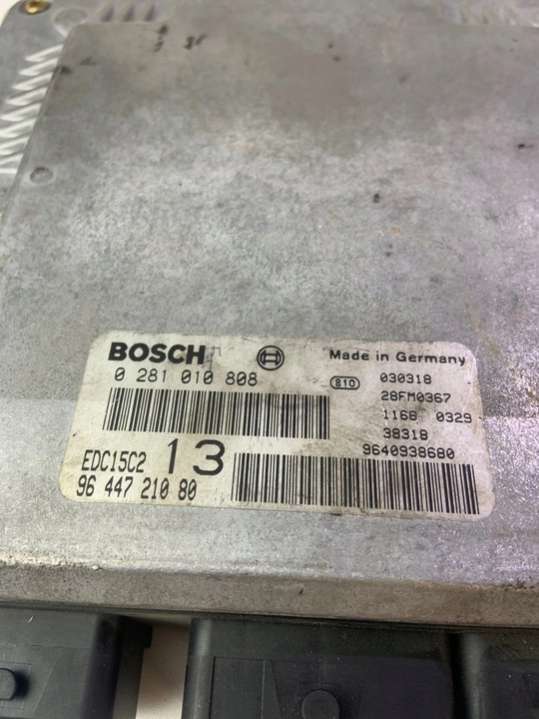 BOSCH
Made in Germany
0 281 010 808
810 030318
28FM0367
1168 0329
38318
9640938680
EDC15C2 13
96 447 210 80